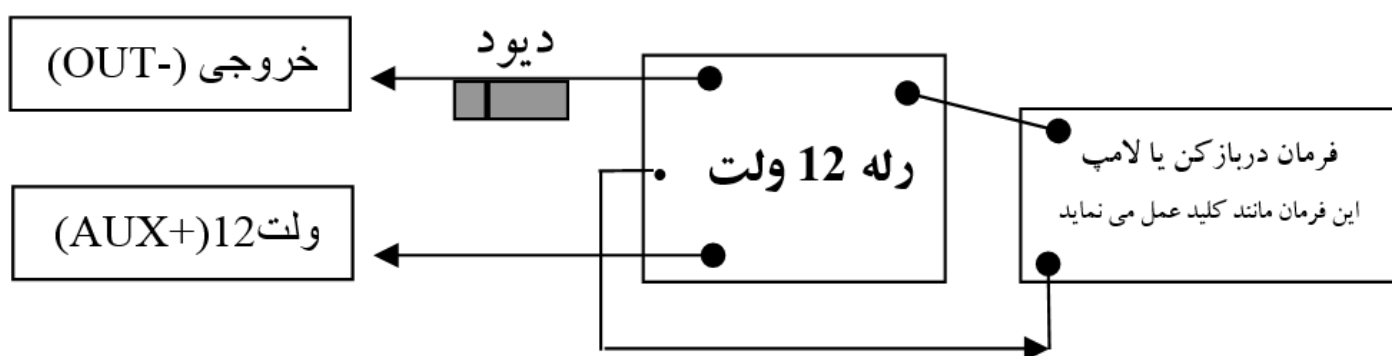 خروجی (OUT-)
دیود
رله 12 ولت
فرمان دربازکن یا لامپ
این فرمان مانند کلید عمل می نماید
ولت12(AUX+)